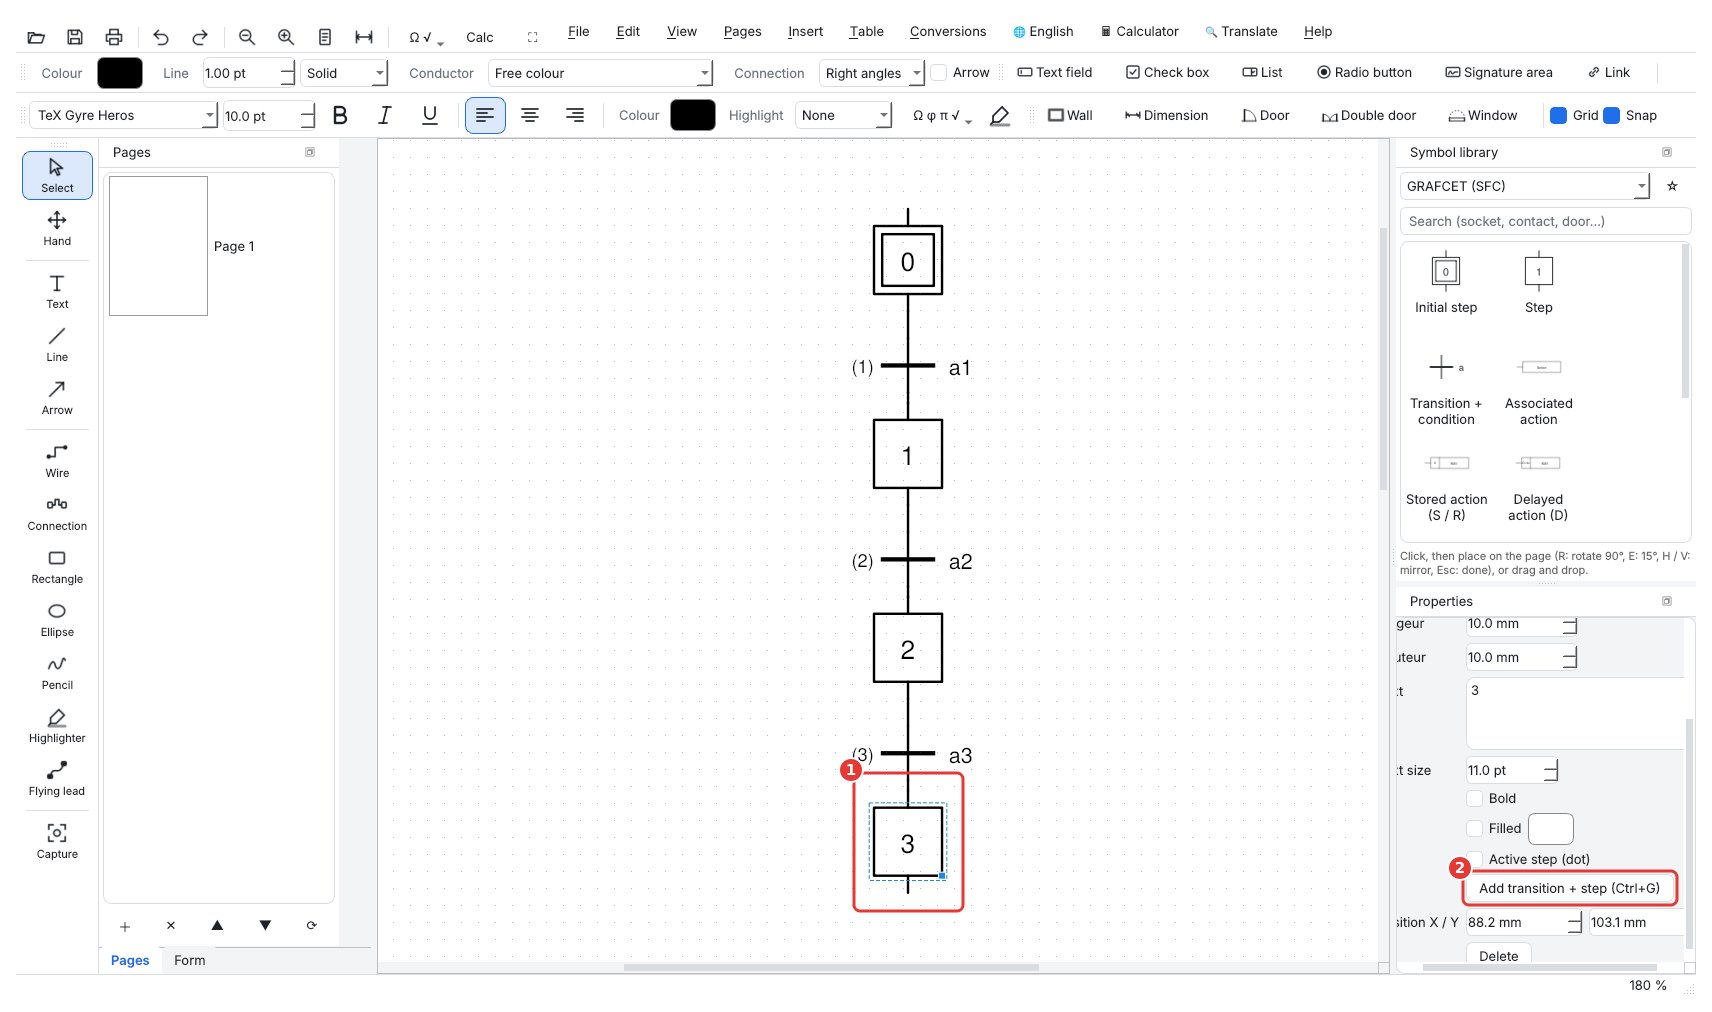 Ω √
Calc
File
Edit
View
Pages
Insert
Table
Conversions
English
Calculator
Translate
Help
Colour
Line
1.00 pt
Solid
Conductor
Free colour
Connection
Right angles
Arrow
Text field
Check box
List
Radio button
Signature area
Link
TeX Gyre Heros
10.0 pt
B
I
U
Colour
Highlight
None
Ω φ π √
Wall
Dimension
Door
Double door
Window
Grid
Snap
Select
Hand
Text
Line
Arrow
Wire
Connection
Rectangle
Ellipse
Pencil
Highlighter
Flying lead
Capture
Pages
Page 1
Pages
Form
0
(1)
a1
1
(2)
a2
2
(3)
a3
1
3
Symbol library
GRAFCET (SFC)
Search (socket, contact, door...)
0
Initial step
1
Step
a
Transition +
condition
Associated
action
Stored action
(S / R)
Delayed
action (D)
Click, then place on the page (R: rotate 90°, E: 15°, H / V:
mirror, Esc: done), or drag and drop.
Properties
geur
10.0 mm
uteur
10.0 mm
xt
3
xt size
11.0 pt
Bold
Filled
Active step (dot)
2
Add transition + step (Ctrl+G)
sition X / Y
88.2 mm
103.1 mm
Delete
180 %